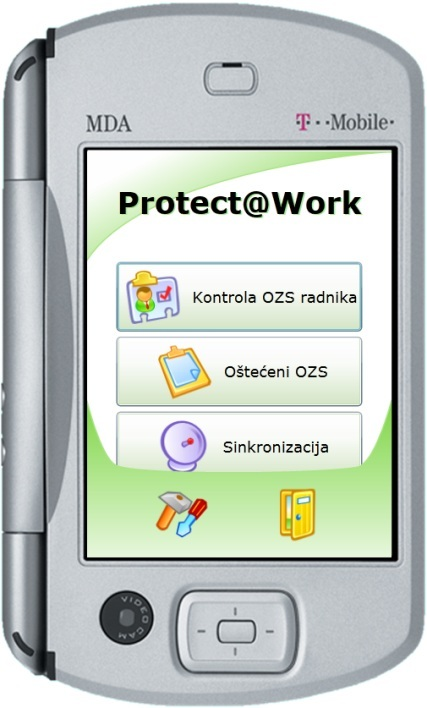 MDA
T··Mobile·
Protect@Work
Kontrola OZS radnika
Oštećeni OZS
Sinkronizacija
VIDEO CAM